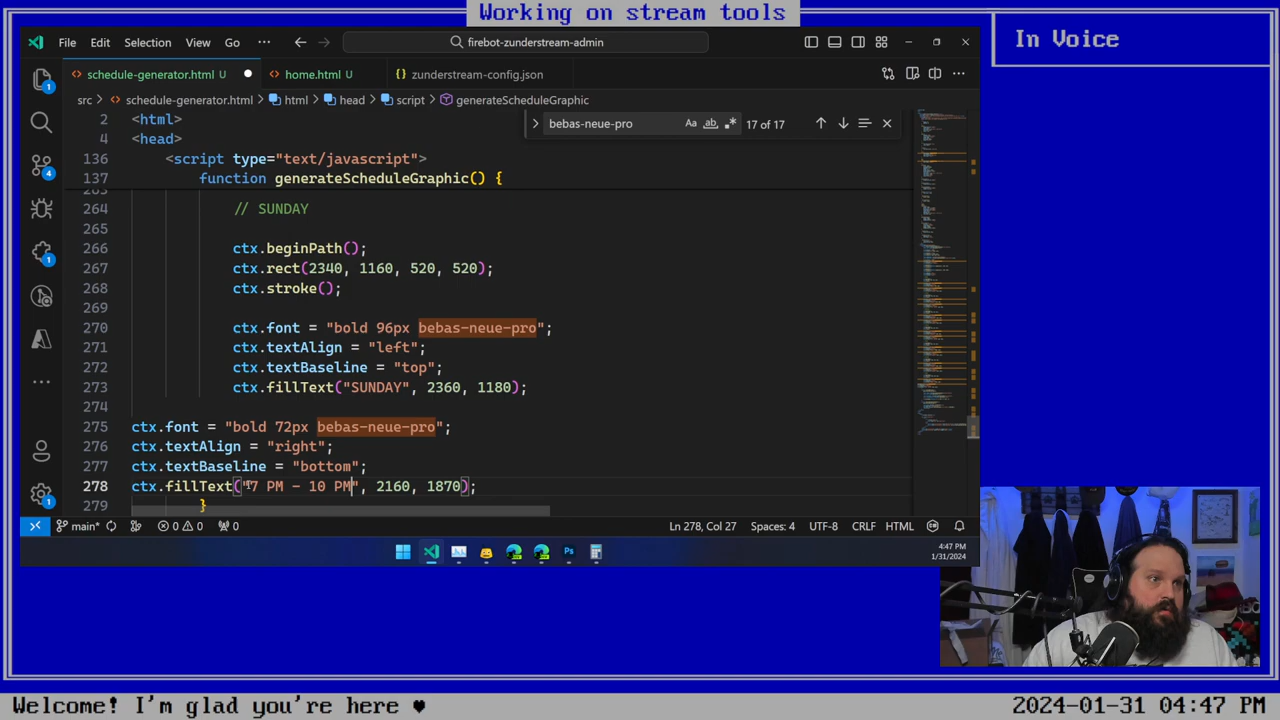 Working on stream tools
In Voice
File Edit Selection View Go ··· firebot-zunderstream-admin
schedule-generator.html U home.html U zunderstream-config.json
src > schedule-generator.html > html > head > script > generateScheduleGraphic
bebas-neue-pro Aa ab 17 of 17
2 <html>
4 <head>
136 <script type="text/javascript">
137 function generateScheduleGraphic() {
264 // SUNDAY
265
266 ctx.beginPath();
267 ctx.rect(2340, 1160, 520, 520);
268 ctx.stroke();
269
270 ctx.font = "bold 96px bebas-neue-pro";
271 ctx.textAlign = "left";
272 ctx.textBaseline = "top";
273 ctx.fillText("SUNDAY", 2360, 1180);
274
275 ctx.font = "bold 72px bebas-neue-pro";
276 ctx.textAlign = "right";
277 ctx.textBaseline = "bottom";
278 ctx.fillText("7 PM - 10 PM", 2160, 1870);
279 }
main* 0 0 0 Ln 278, Col 27 Spaces: 4 UTF-8 CRLF HTML
4:47 PM
1/31/2024
Welcome! I'm glad you're here ♥ 2024-01-31 04:47 PM